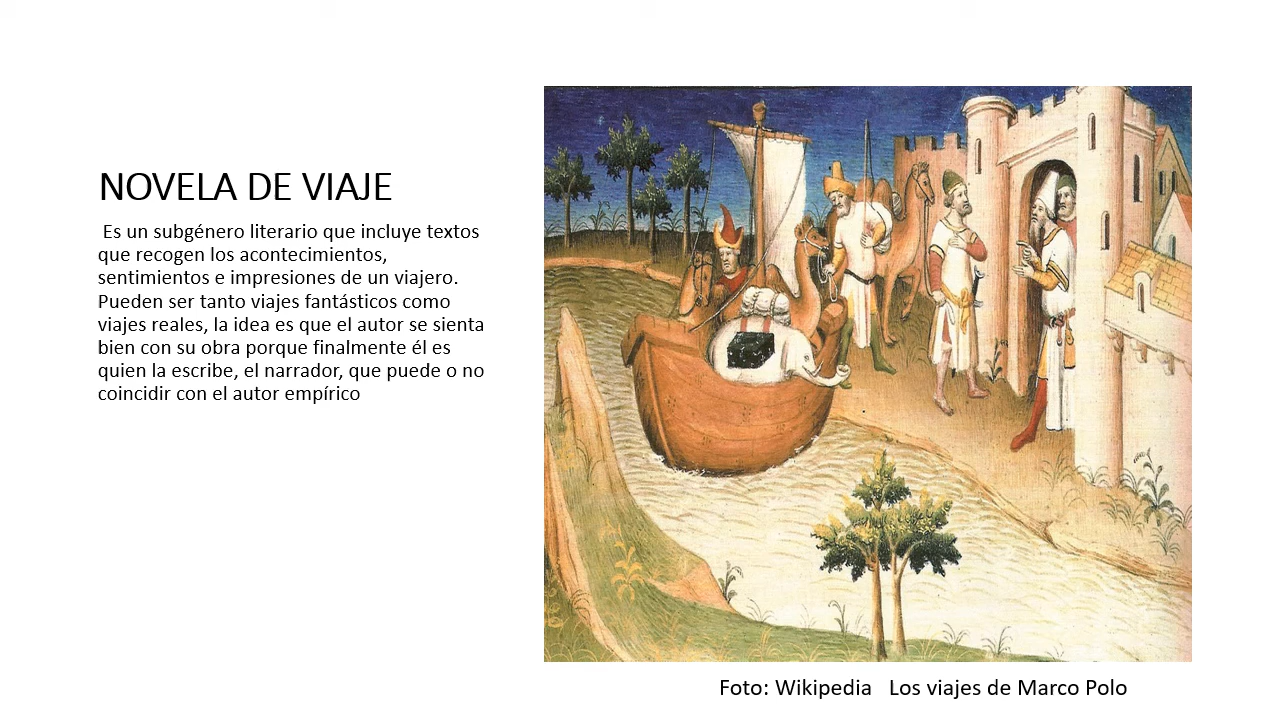 NOVELA DE VIAJE
Es un subgénero literario que incluye textos
que recogen los acontecimientos,
sentimientos e impresiones de un viajero.
Pueden ser tanto viajes fantásticos como
viajes reales, la idea es que el autor se sienta
bien con su obra porque finalmente él es
quien la escribe, el narrador, que puede o no
coincidir con el autor empírico
Foto: Wikipedia   Los viajes de Marco Polo